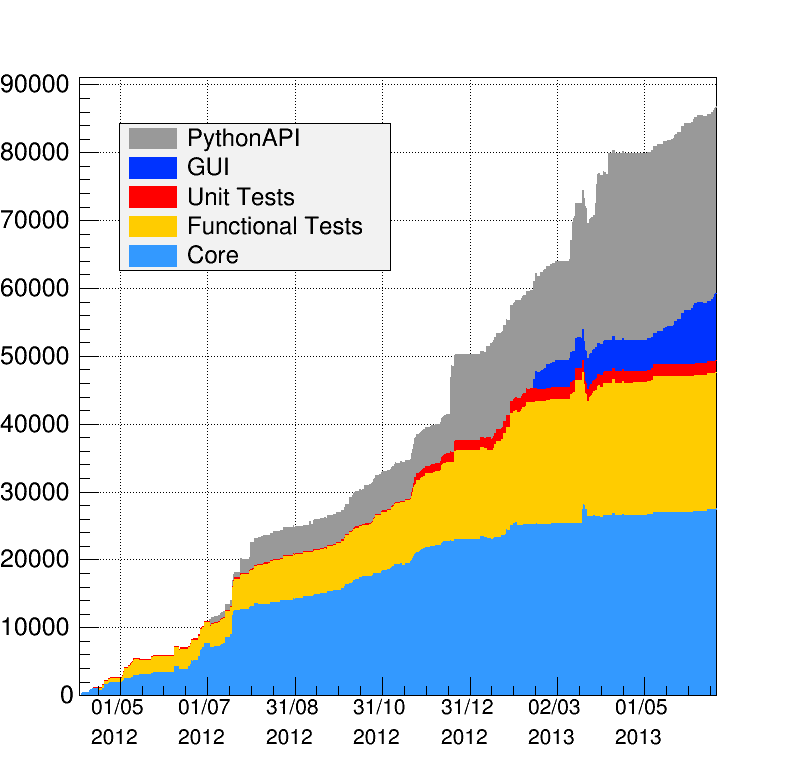 90000
80000
70000
60000
50000
40000
30000
20000
10000
0
PythonAPI
GUI
Unit Tests
Functional Tests
Core
01/05 01/07 31/08 31/10 31/12 02/03 01/05
2012 2012 2012 2012 2012 2013 2013